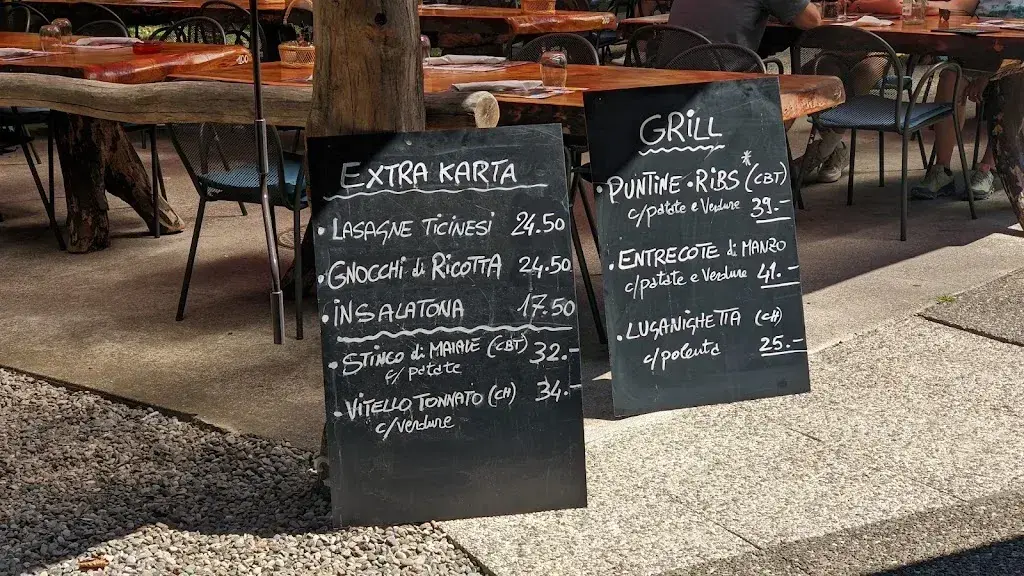 EXTRA KARTA
• LASAGNE TICINESI 24.50
• GNOCCHI di RICOTTA 24.50
• INSALATONA 17.50
• STINCO di MAIALE (CBT) 32.-
c/ patate
• VITELLO TONNATO (CH) 34.-
c/verdure
GRILL
• PUNTINE • RIBS * (CBT)
c/patate e Verdure 39.-
• ENTRECOTE di MANZO
c/patate e Verdure 41.-
• LUGANIGHETTA (CH)
c/polenta 25.-